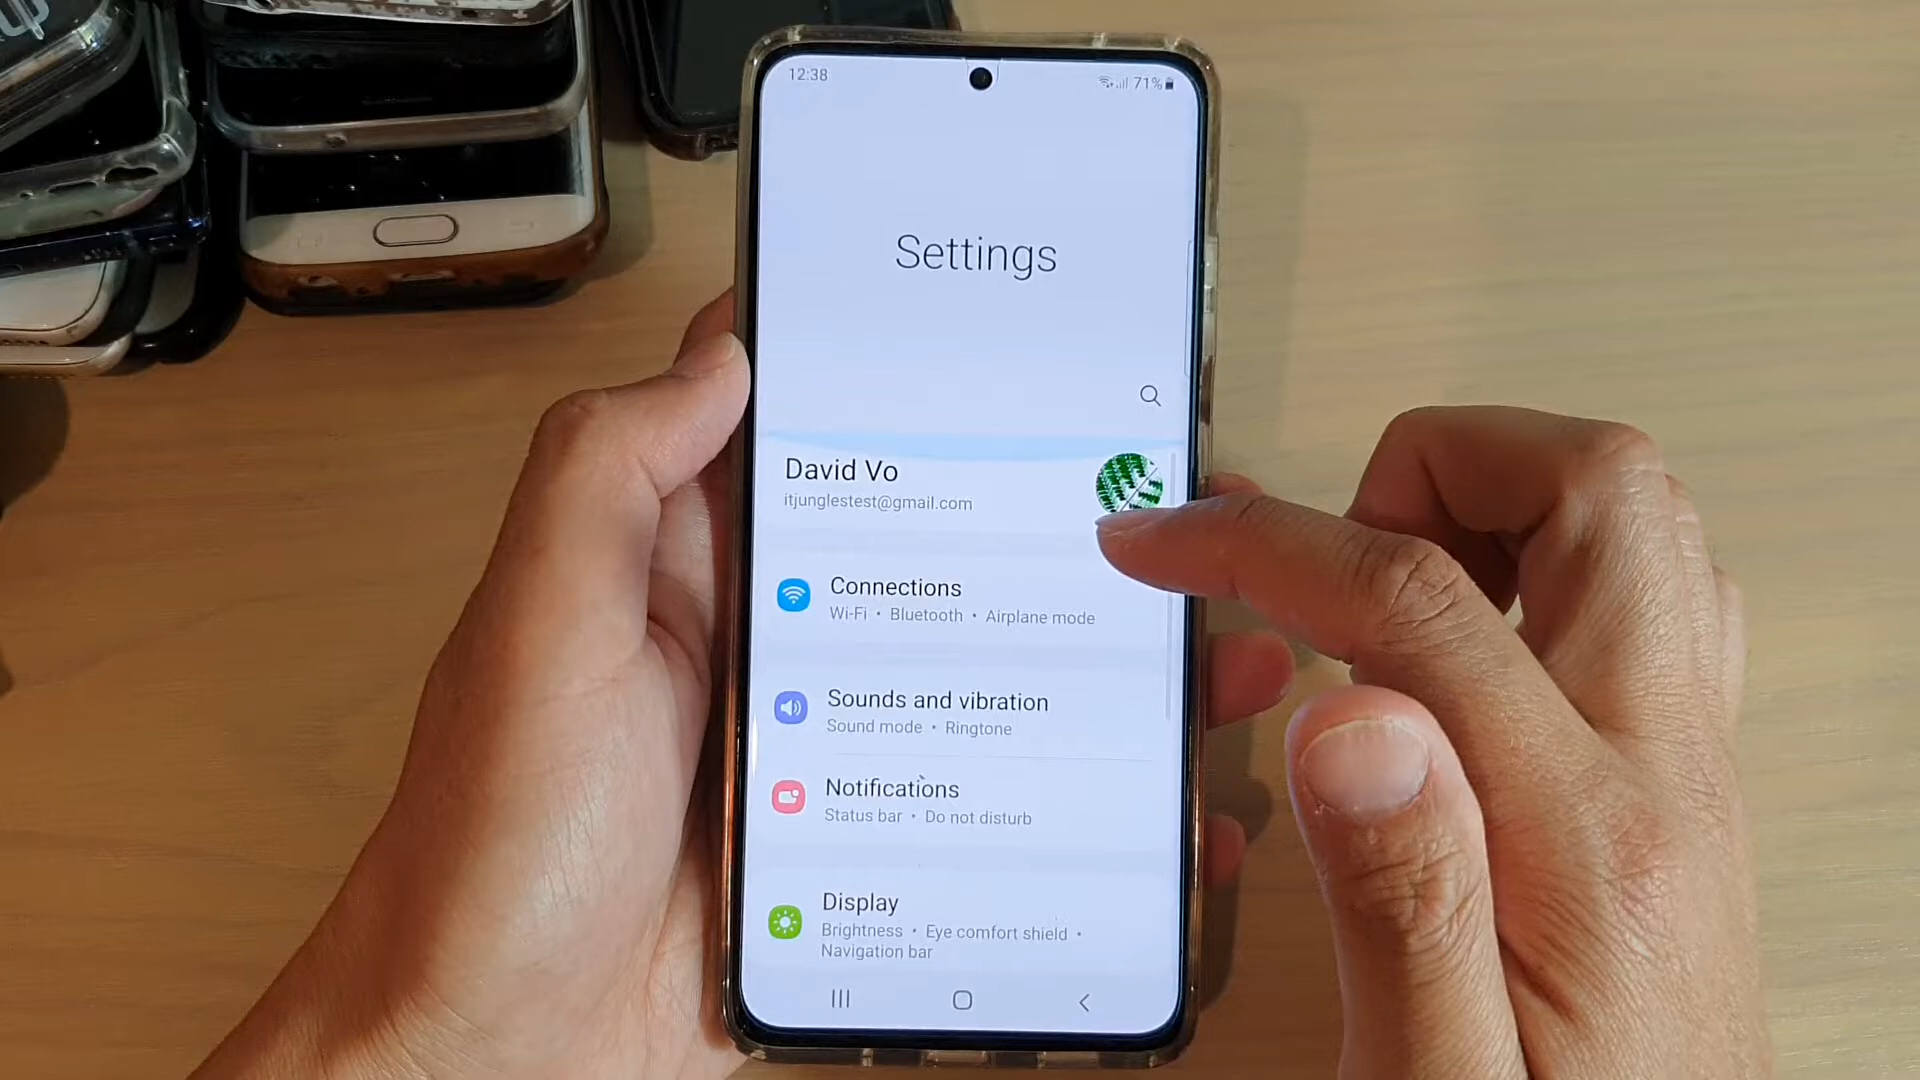 12:38
71%
Settings
David Vo
itjunglestest@gmail.com
Connections
Wi-Fi • Bluetooth • Airplane mode
Sounds and vibration
Sound mode • Ringtone
Notifications
Status bar • Do not disturb
Display
Brightness • Eye comfort shield •
Navigation bar